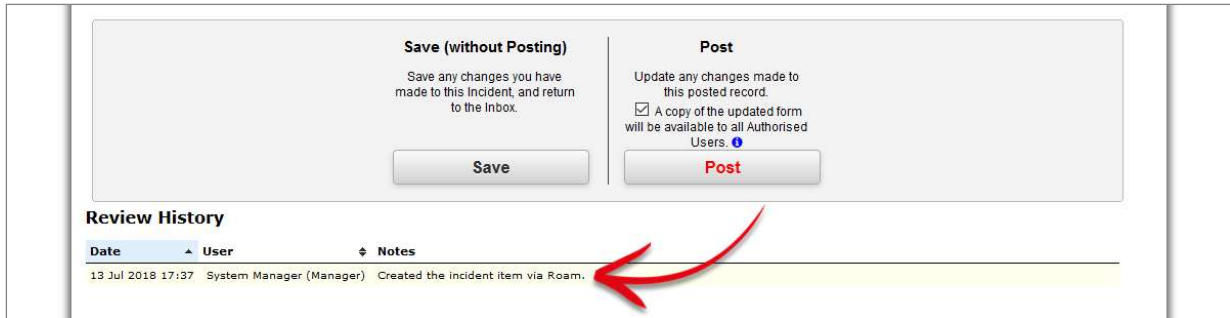 Save (without Posting)
Save any changes you have
made to this Incident, and return
to the Inbox.
Save
Post
Update any changes made to
this posted record.
A copy of the updated form
will be available to all Authorised
Users.
Post
Review History
Date User Notes
13 Jul 2018 17:37 System Manager (Manager) Created the incident item via Roam.